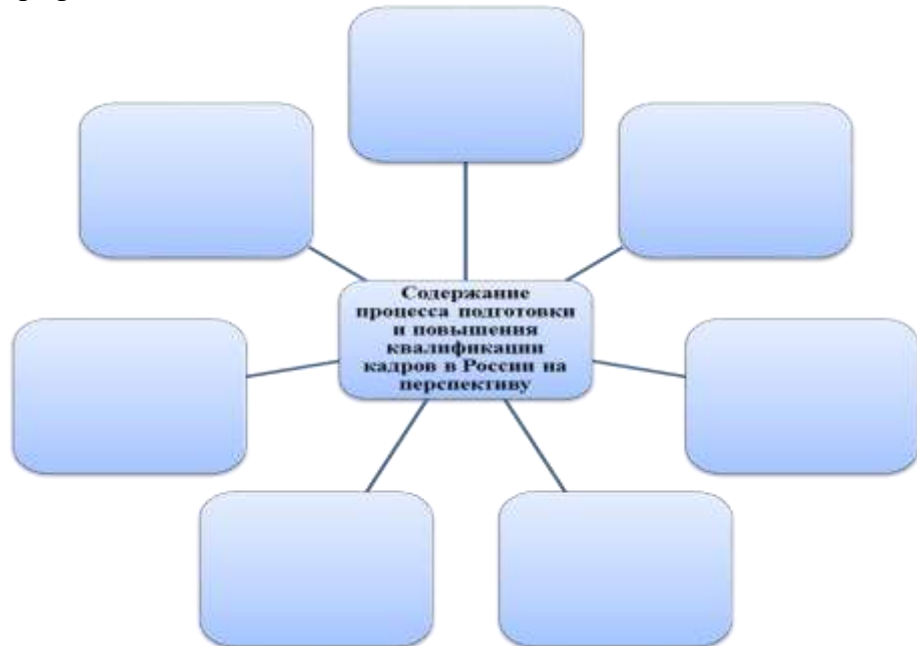 Содержание
процесса подготовки
и повышения
квалификации
кадров в России на
перспективу